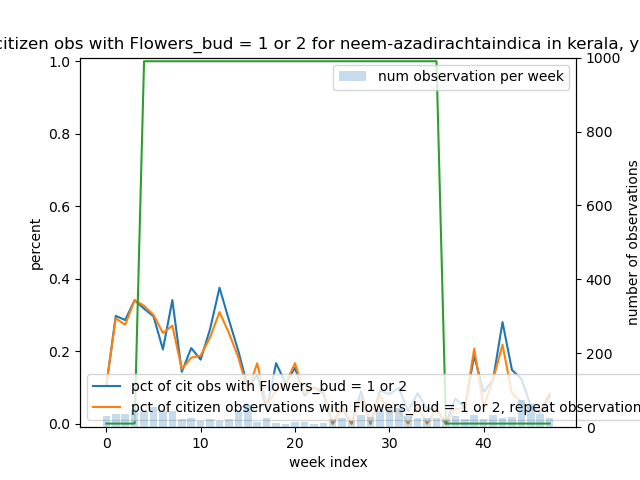 citizen obs with Flowers_bud = 1 or 2 for neem-azadirachtaindica in kerala, y
num observation per week
1.0
0.8
0.6
0.4
0.2
0.0
percent
1000
800
600
400
200
0
number of observations
pct of cit obs with Flowers_bud = 1 or 2
pct of citizen observations with Flowers_bud = 1 or 2, repeat observation
0
10
20
30
40
week index